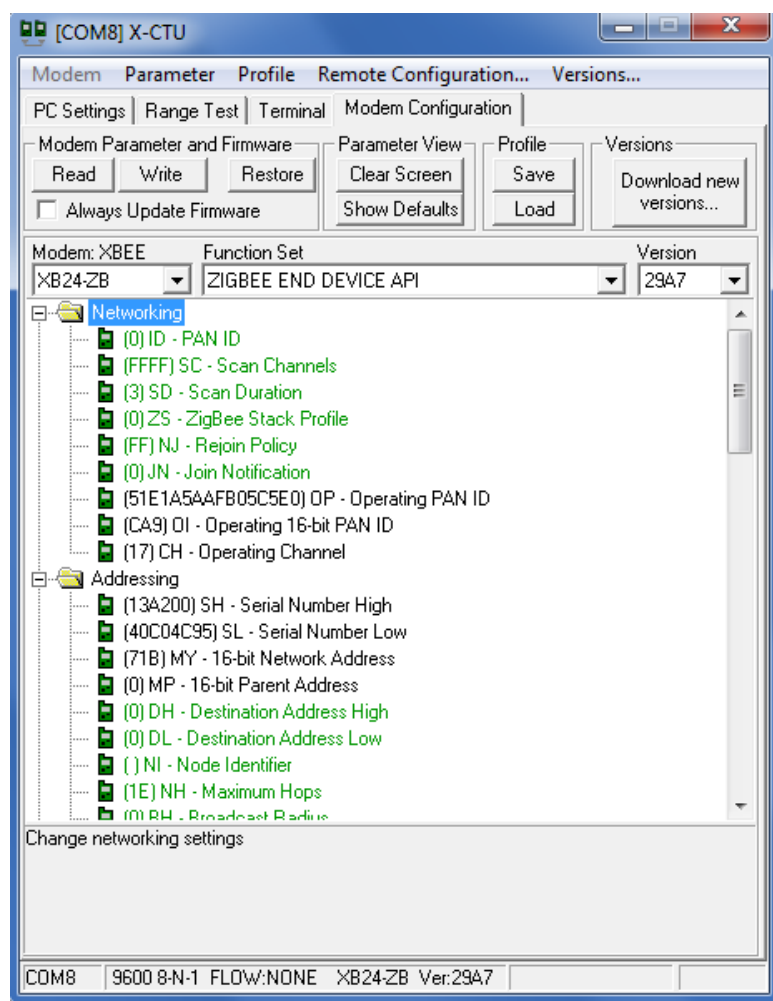 [COM8] X-CTU
Modem Parameter Profile Remote Configuration... Versions...
PC Settings Range Test Terminal Modem Configuration
Modem Parameter and Firmware Parameter View Profile Versions
Read Write Restore Clear Screen Save Download new versions...
Always Update Firmware Show Defaults Load
Modem: XBEE Function Set Version
XB24-ZB ZIGBEE END DEVICE API 29A7
Networking
(0) ID - PAN ID
(FFFF) SC - Scan Channels
(3) SD - Scan Duration
(0) ZS - ZigBee Stack Profile
(FF) NJ - Rejoin Policy
(0) JN - Join Notification
(51E1A5AAFB05C5E0) OP - Operating PAN ID
(CA9) OI - Operating 16-bit PAN ID
(17) CH - Operating Channel
Addressing
(13A200) SH - Serial Number High
(40C04C95) SL - Serial Number Low
(71B) MY - 16-bit Network Address
(0) MP - 16-bit Parent Address
(0) DH - Destination Address High
(0) DL - Destination Address Low
( ) NI - Node Identifier
(1E) NH - Maximum Hops
(0) BH - Broadcast Radius
Change networking settings
COM8 9600 8-N-1 FLOW:NONE XB24-ZB Ver:29A7